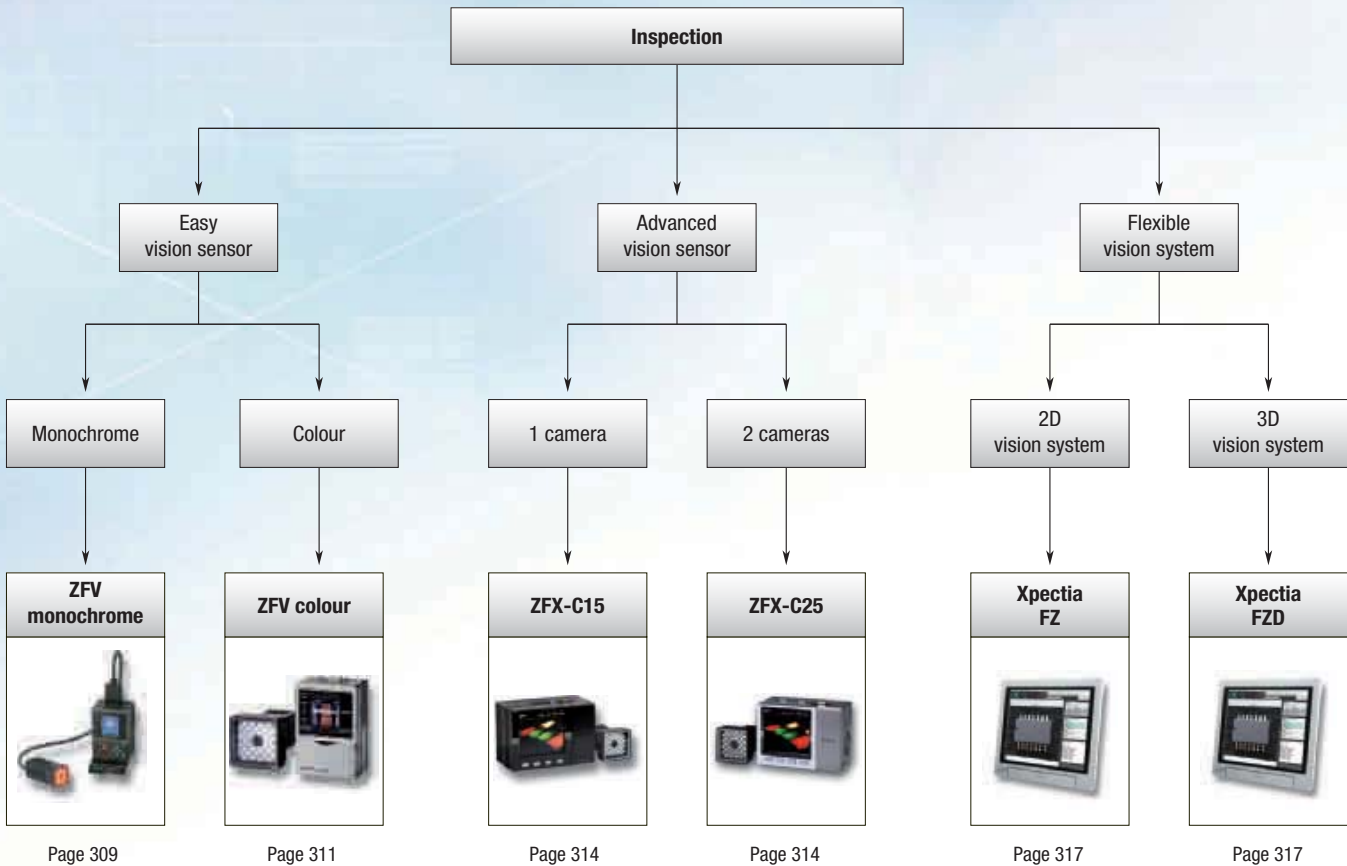 Inspection
Easy
vision sensor
Advanced
vision sensor
Flexible
vision system
Monochrome
Colour
1 camera
2 cameras
2D
vision system
3D
vision system
ZFV
monochrome
ZFV colour
ZFX-C15
ZFX-C25
Xpectia
FZ
Xpectia
FZD
Page 309
Page 311
Page 314
Page 314
Page 317
Page 317